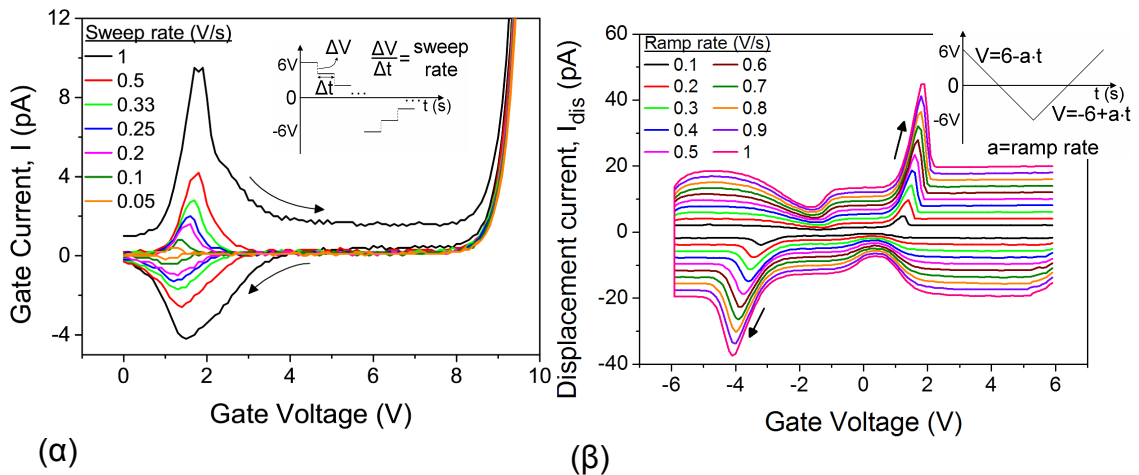 Sweep rate (V/s)
1
0.5
0.33
0.25
0.2
0.1
0.05
6V
0
-6V
ΔV
Δt
...
...
t (s)
ΔV/Δt = sweep rate
12
8
4
0
-4
Gate Current, I (pA)
0 2 4 6 8 10
Gate Voltage (V)
(α)
Ramp rate (V/s)
0.1 0.6
0.2 0.7
0.3 0.8
0.4 0.9
0.5 1
6V
0
-6V
V=6-a·t
t (s)
V=-6+a·t
a=ramp rate
60
40
20
0
-20
-40
Displacement current, I_dis (pA)
-6 -4 -2 0 2 4 6
Gate Voltage (V)
(β)